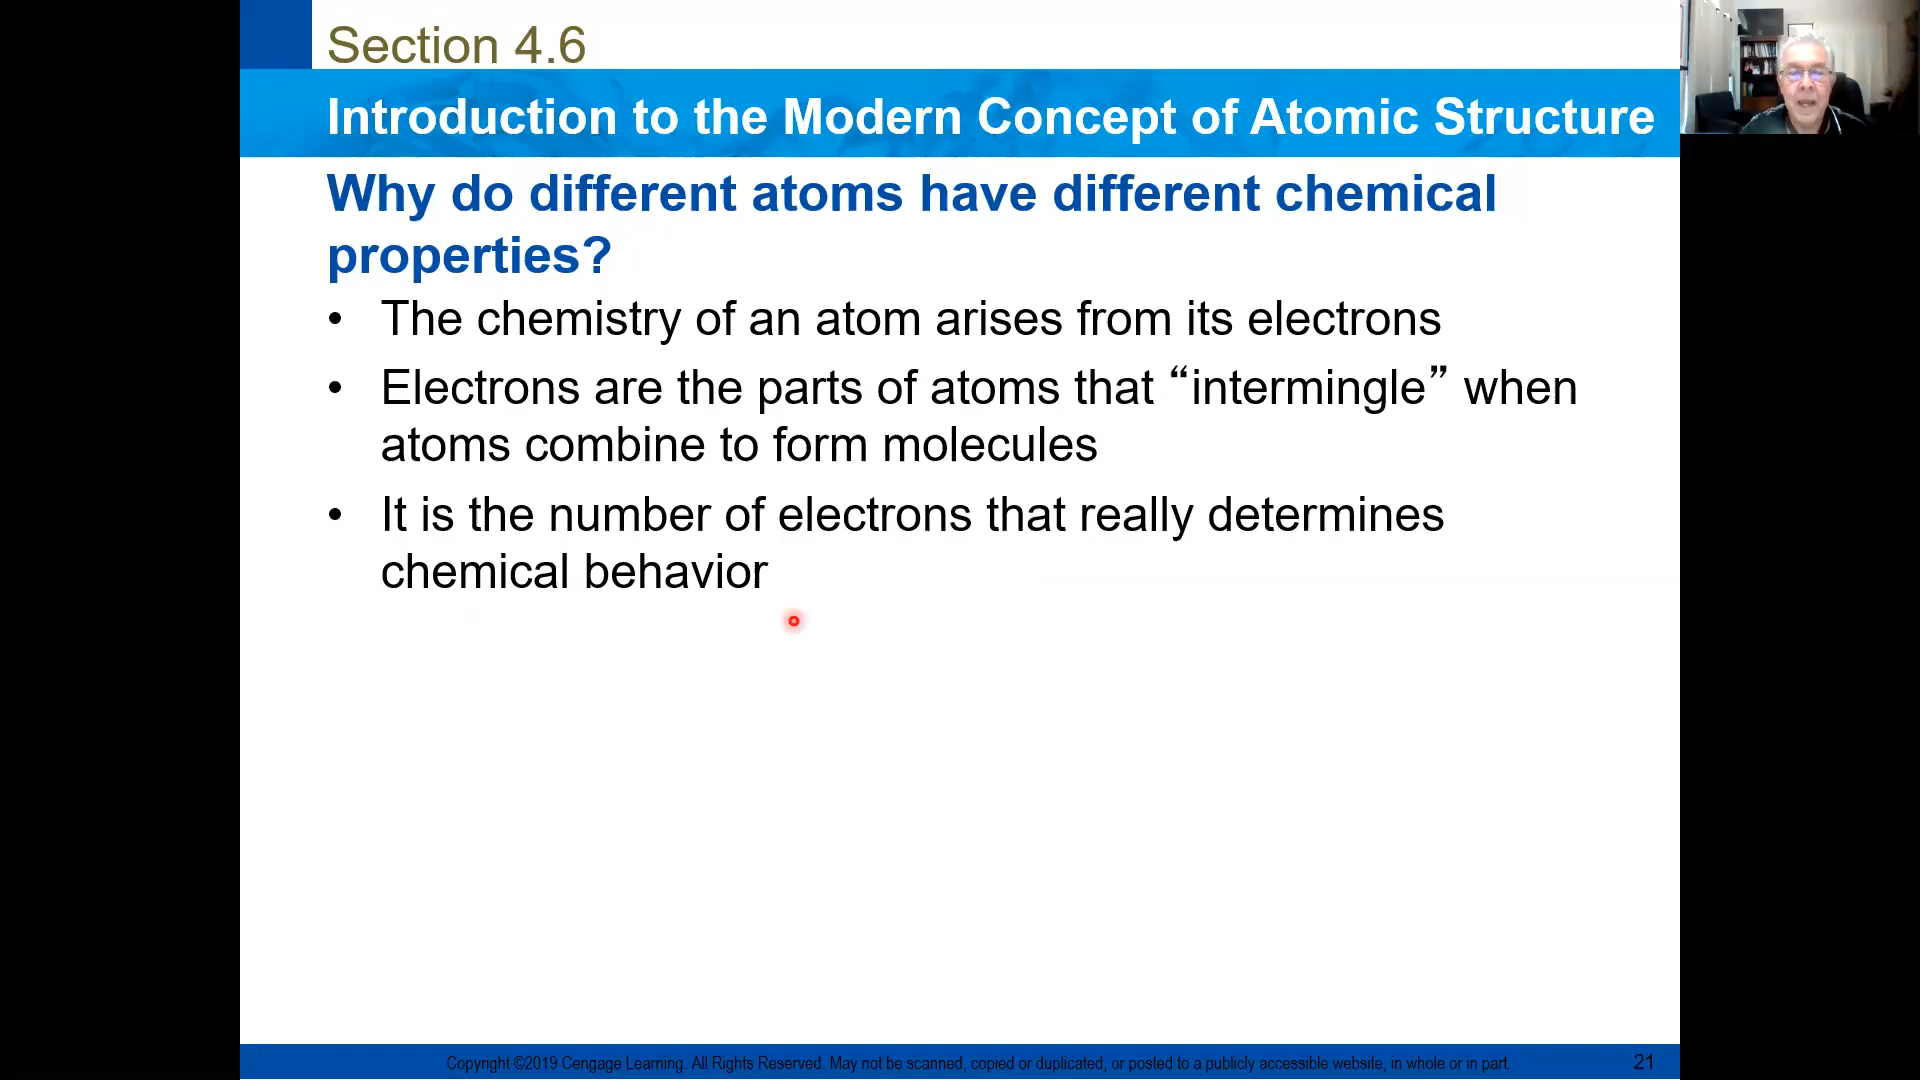 Section 4.6
Introduction to the Modern Concept of Atomic Structure
Why do different atoms have different chemical
properties?
• The chemistry of an atom arises from its electrons
• Electrons are the parts of atoms that “intermingle” when
atoms combine to form molecules
• It is the number of electrons that really determines
chemical behavior
Copyright ©2019 Cengage Learning. All Rights Reserved. May not be scanned, copied or duplicated, or posted to a publicly accessible website, in whole or in part.
21